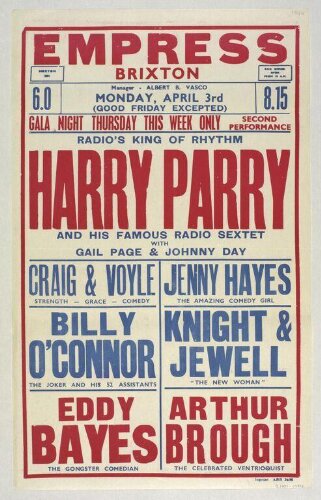 EMPRESS
BRIXTON
Manager - ALBERT B. VASCO
6.0 MONDAY, APRIL 3rd 8.15
(GOOD FRIDAY EXCEPTED)
GALA NIGHT THURSDAY THIS WEEK ONLY SECOND PERFORMANCE
RADIO'S KING OF RHYTHM
HARRY PARRY
AND HIS FAMOUS RADIO SEXTET
WITH
GAIL PAGE & JOHNNY DAY
CRAIG & VOYLE
STRENGTH - GRACE - COMEDY
JENNY HAYES
THE AMAZING COMEDY GIRL
BILLY
O'CONNOR
THE JOKER AND HIS 52 ASSISTANTS
KNIGHT &
JEWELL
"THE NEW WOMAN"
EDDY
BAYES
THE GONGSTER COMEDIAN
ARTHUR
BROUGH
THE CELEBRATED VENTRIQUIST